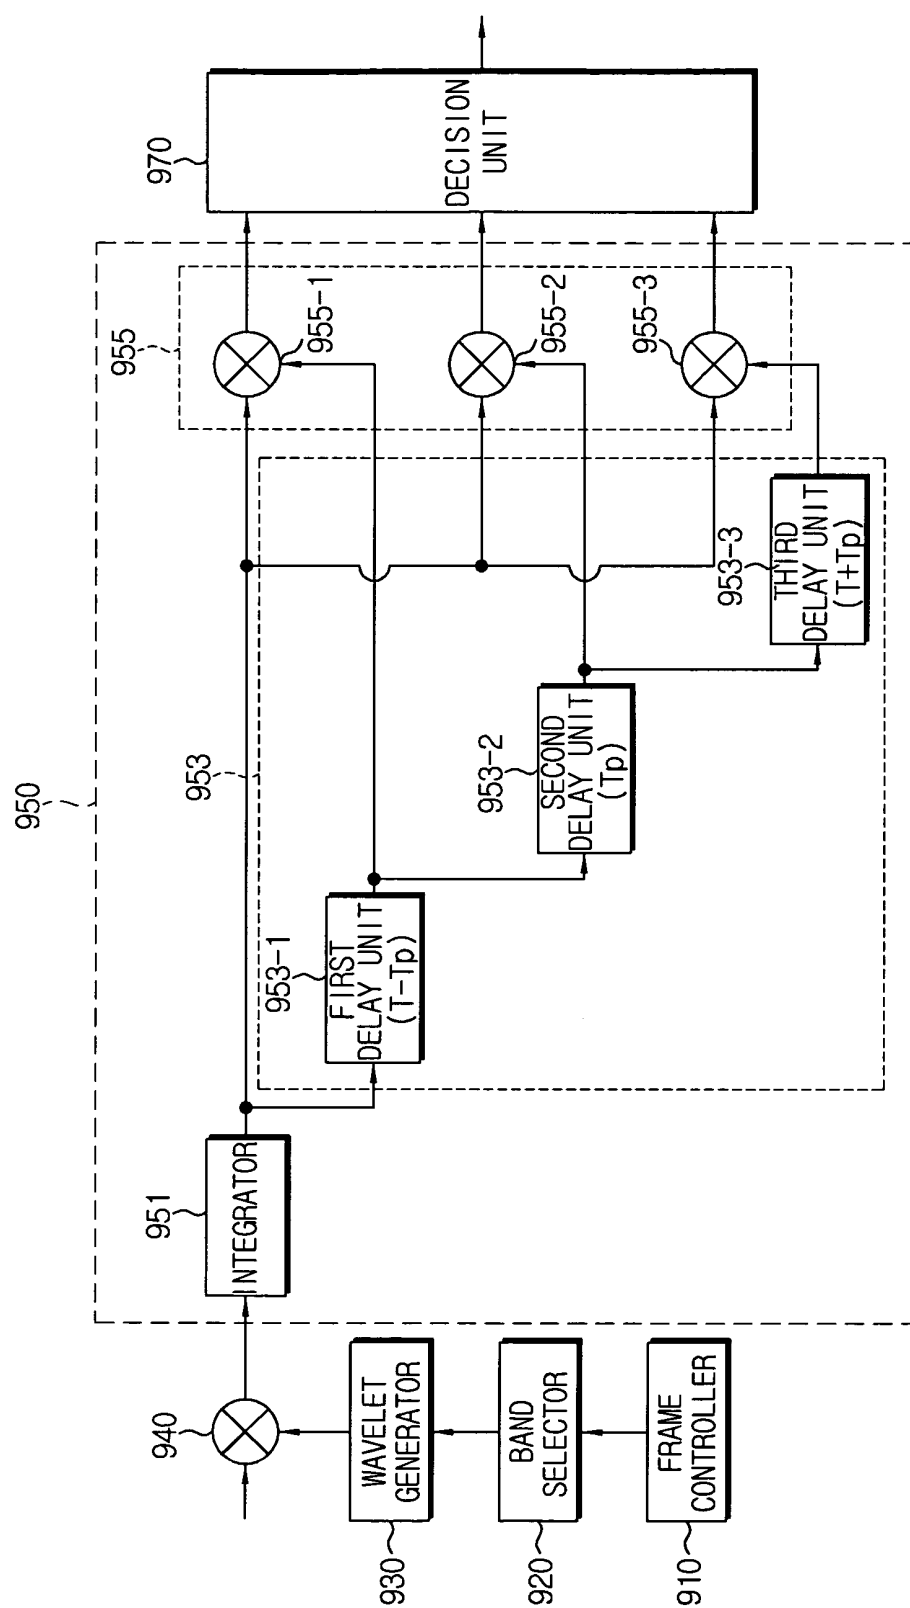 950
970
955
953
955-1
955-2
955-3
951
INTEGRATOR
953-1
FIRST
DELAY UNIT
(T-Tp)
953-2
SECOND
DELAY UNIT
(Tp)
953-3
THIRD
DELAY UNIT
(T+Tp)
DECISION
UNIT
940
WAVELET
GENERATOR
930
BAND
SELECTOR
920
FRAME
CONTROLLER
910